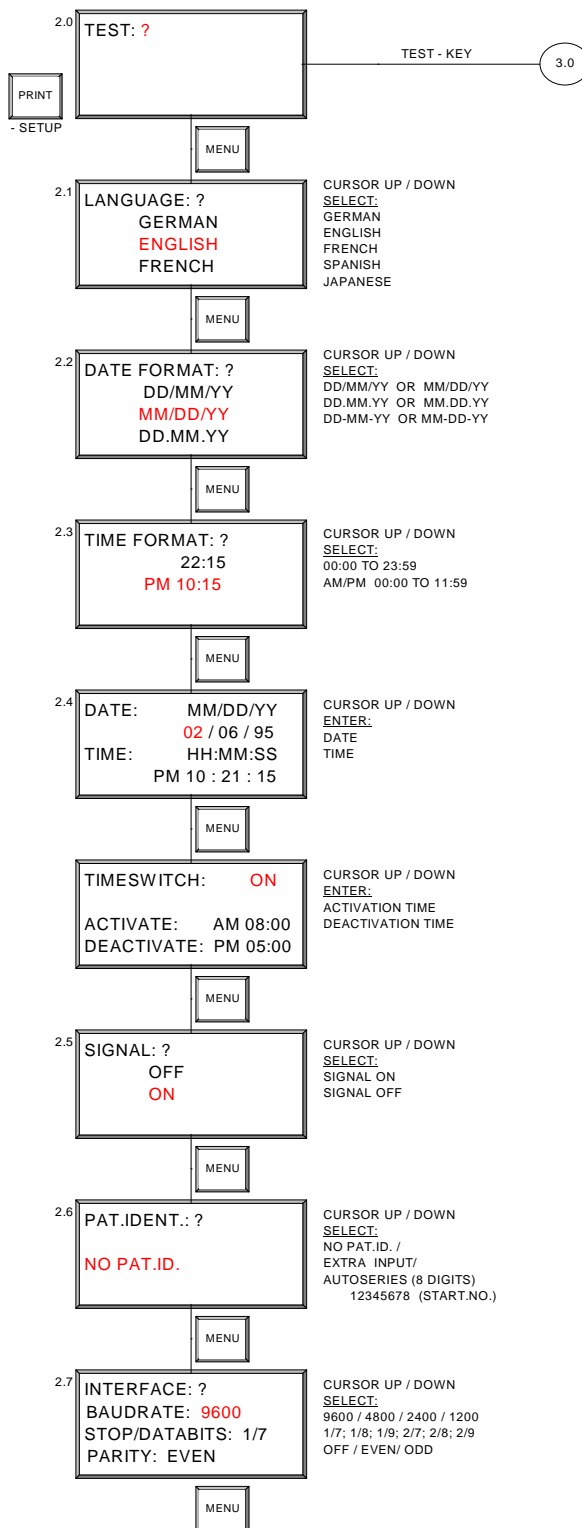 2.0
TEST: ?
TEST - KEY
3.0
PRINT
- SETUP
MENU
2.1
LANGUAGE: ?
GERMAN
ENGLISH
FRENCH
CURSOR UP / DOWN
SELECT:
GERMAN
ENGLISH
FRENCH
SPANISH
JAPANESE
MENU
2.2
DATE FORMAT: ?
DD/MM/YY
MM/DD/YY
DD.MM.YY
CURSOR UP / DOWN
SELECT:
DD/MM/YY OR MM/DD/YY
DD.MM.YY OR MM.DD.YY
DD-MM-YY OR MM-DD-YY
MENU
2.3
TIME FORMAT: ?
22:15
PM 10:15
CURSOR UP / DOWN
SELECT:
00:00 TO 23:59
AM/PM 00:00 TO 11:59
MENU
2.4
DATE: MM/DD/YY
02 / 06 / 95
TIME: HH:MM:SS
PM 10 : 21 : 15
CURSOR UP / DOWN
ENTER:
DATE
TIME
MENU
TIMESWITCH: ON
ACTIVATE: AM 08:00
DEACTIVATE: PM 05:00
CURSOR UP / DOWN
ENTER:
ACTIVATION TIME
DEACTIVATION TIME
MENU
2.5
SIGNAL: ?
OFF
ON
CURSOR UP / DOWN
SELECT:
SIGNAL ON
SIGNAL OFF
MENU
2.6
PAT.IDENT.: ?
NO PAT.ID.
CURSOR UP / DOWN
SELECT:
NO PAT.ID. /
EXTRA INPUT/
AUTOSERIES (8 DIGITS)
12345678 (START.NO.)
MENU
2.7
INTERFACE: ?
BAUDRATE: 9600
STOP/DATABITS: 1/7
PARITY: EVEN
CURSOR UP / DOWN
SELECT:
9600 / 4800 / 2400 / 1200
1/7; 1/8; 1/9; 2/7; 2/8; 2/9
OFF / EVEN/ ODD
MENU